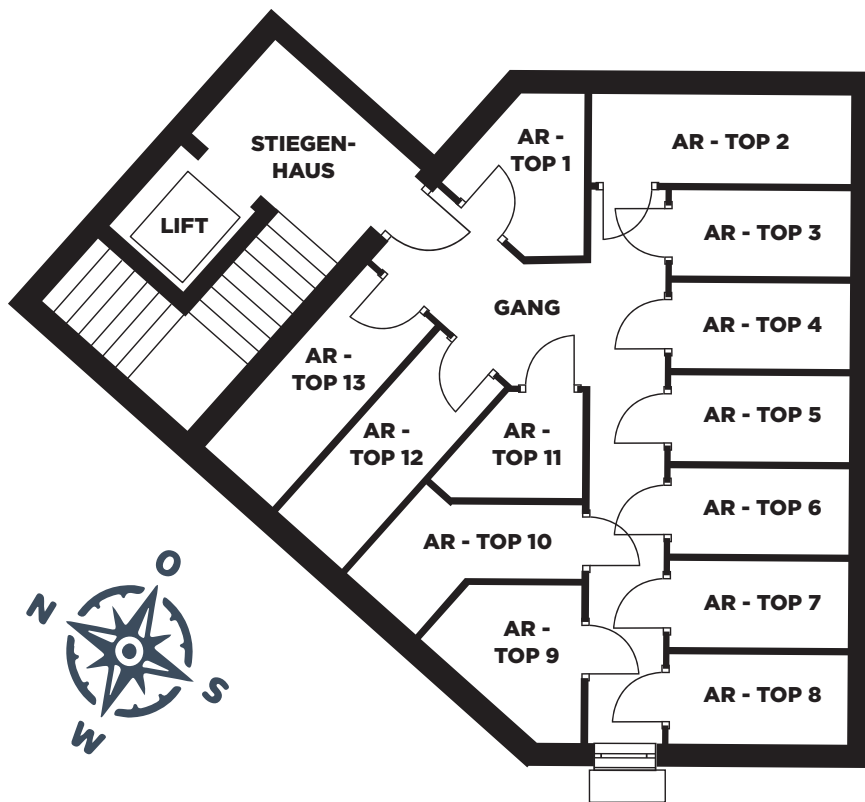 STIEGEN-
HAUS
LIFT
AR -
TOP 1
AR - TOP 2
AR - TOP 3
GANG
AR - TOP 4
AR -
TOP 13
AR - TOP 5
AR -
TOP 12
AR -
TOP 11
AR - TOP 6
AR - TOP 10
AR - TOP 7
AR -
TOP 9
AR - TOP 8
O
N
S
W